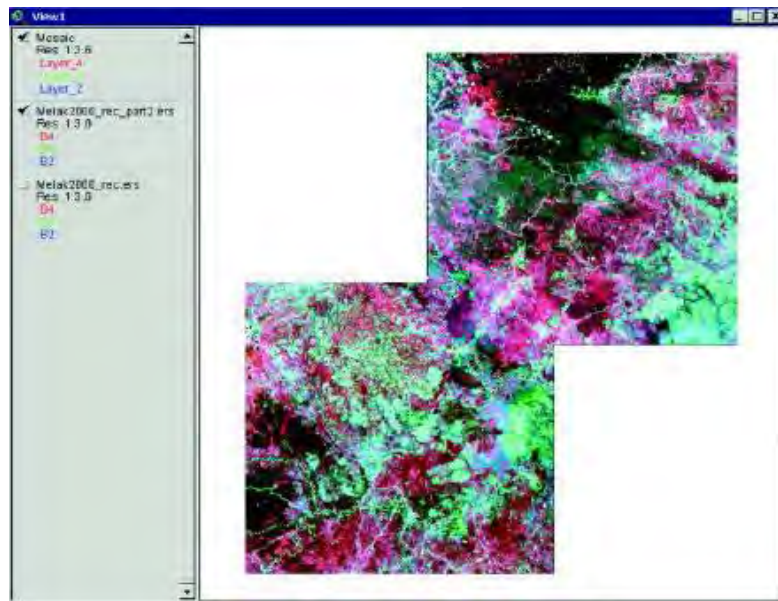 View1
Mosaic
Res 1.3.6
Layer_4
Layer_2
Melak2000_rec_part2.ers
Res 1.3.6
B4
B2
Melak2000_rec.ers
Res 1.3.6
B4
B2